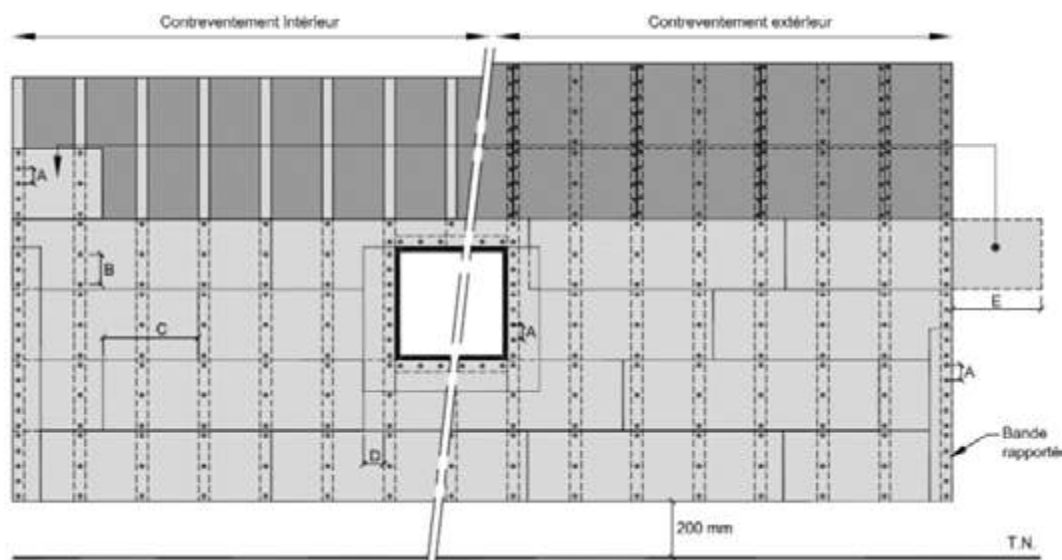 Contreventement Intérieur
Contreventement extérieur
A
B
C
A
E
A
D
Bande
rapportée
200 mm
T.N.